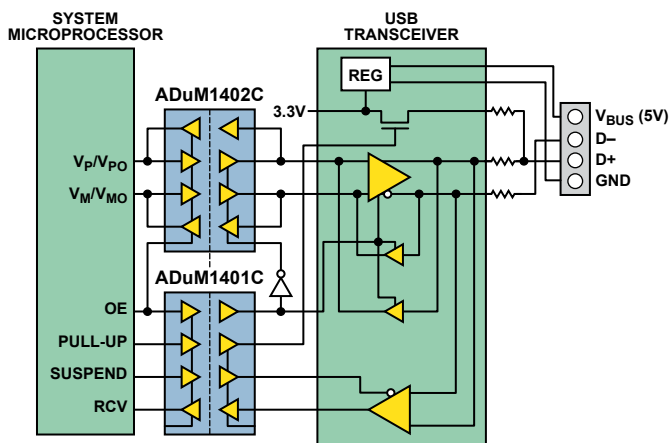 SYSTEM
MICROPROCESSOR
USB
TRANSCEIVER
REG
ADuM1402C
3.3V
VBUS (5V)
D–
D+
GND
VP/VPO
VM/VMO
ADuM1401C
OE
PULL-UP
SUSPEND
RCV